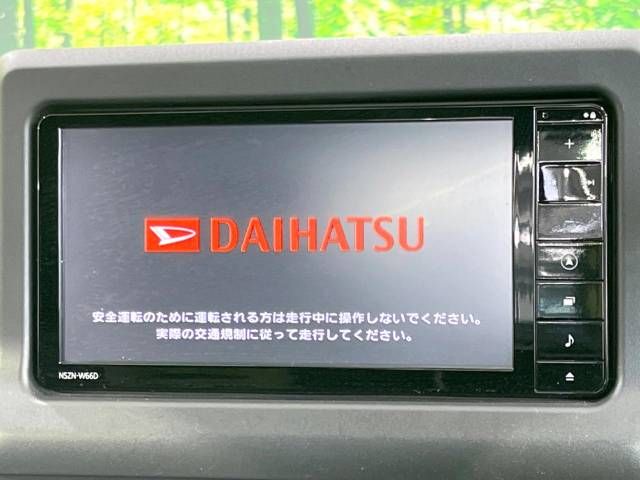 DAIHATSU
安全運転のために運転される方は走行中に操作しないでください。
実際の交通規制に従って走行してください。
NSZN-W66D